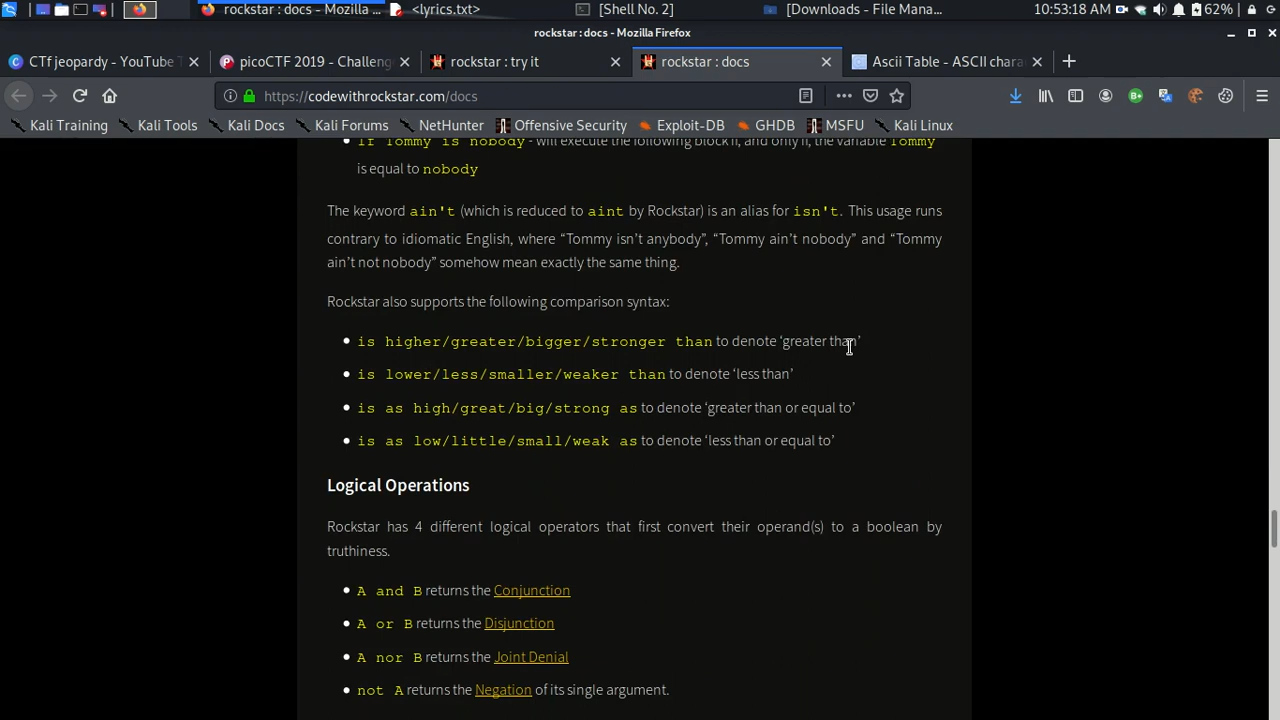 rockstar : docs - Mozilla ...
<lyrics.txt>
[Shell No. 2]
[Downloads - File Mana...
10:53:18 AM
62%
rockstar : docs - Mozilla Firefox
CTf jeopardy - YouTube T
picoCTF 2019 - Challeng
rockstar : try it
rockstar : docs
Ascii Table - ASCII chara
https://codewithrockstar.com/docs
Kali Training
Kali Tools
Kali Docs
Kali Forums
NetHunter
Offensive Security
Exploit-DB
GHDB
MSFU
Kali Linux
If Tommy is nobody - will execute the following block if, and only if, the variable Tommy
is equal to nobody
The keyword ain't (which is reduced to aint by Rockstar) is an alias for isn't. This usage runs
contrary to idiomatic English, where “Tommy isn’t anybody”, “Tommy ain’t nobody” and “Tommy
ain’t not nobody” somehow mean exactly the same thing.
Rockstar also supports the following comparison syntax:
is higher/greater/bigger/stronger than to denote ‘greater than’
is lower/less/smaller/weaker than to denote ‘less than’
is as high/great/big/strong as to denote ‘greater than or equal to’
is as low/little/small/weak as to denote ‘less than or equal to’
Logical Operations
Rockstar has 4 different logical operators that first convert their operand(s) to a boolean by
truthiness.
A and B returns the Conjunction
A or B returns the Disjunction
A nor B returns the Joint Denial
not A returns the Negation of its single argument.